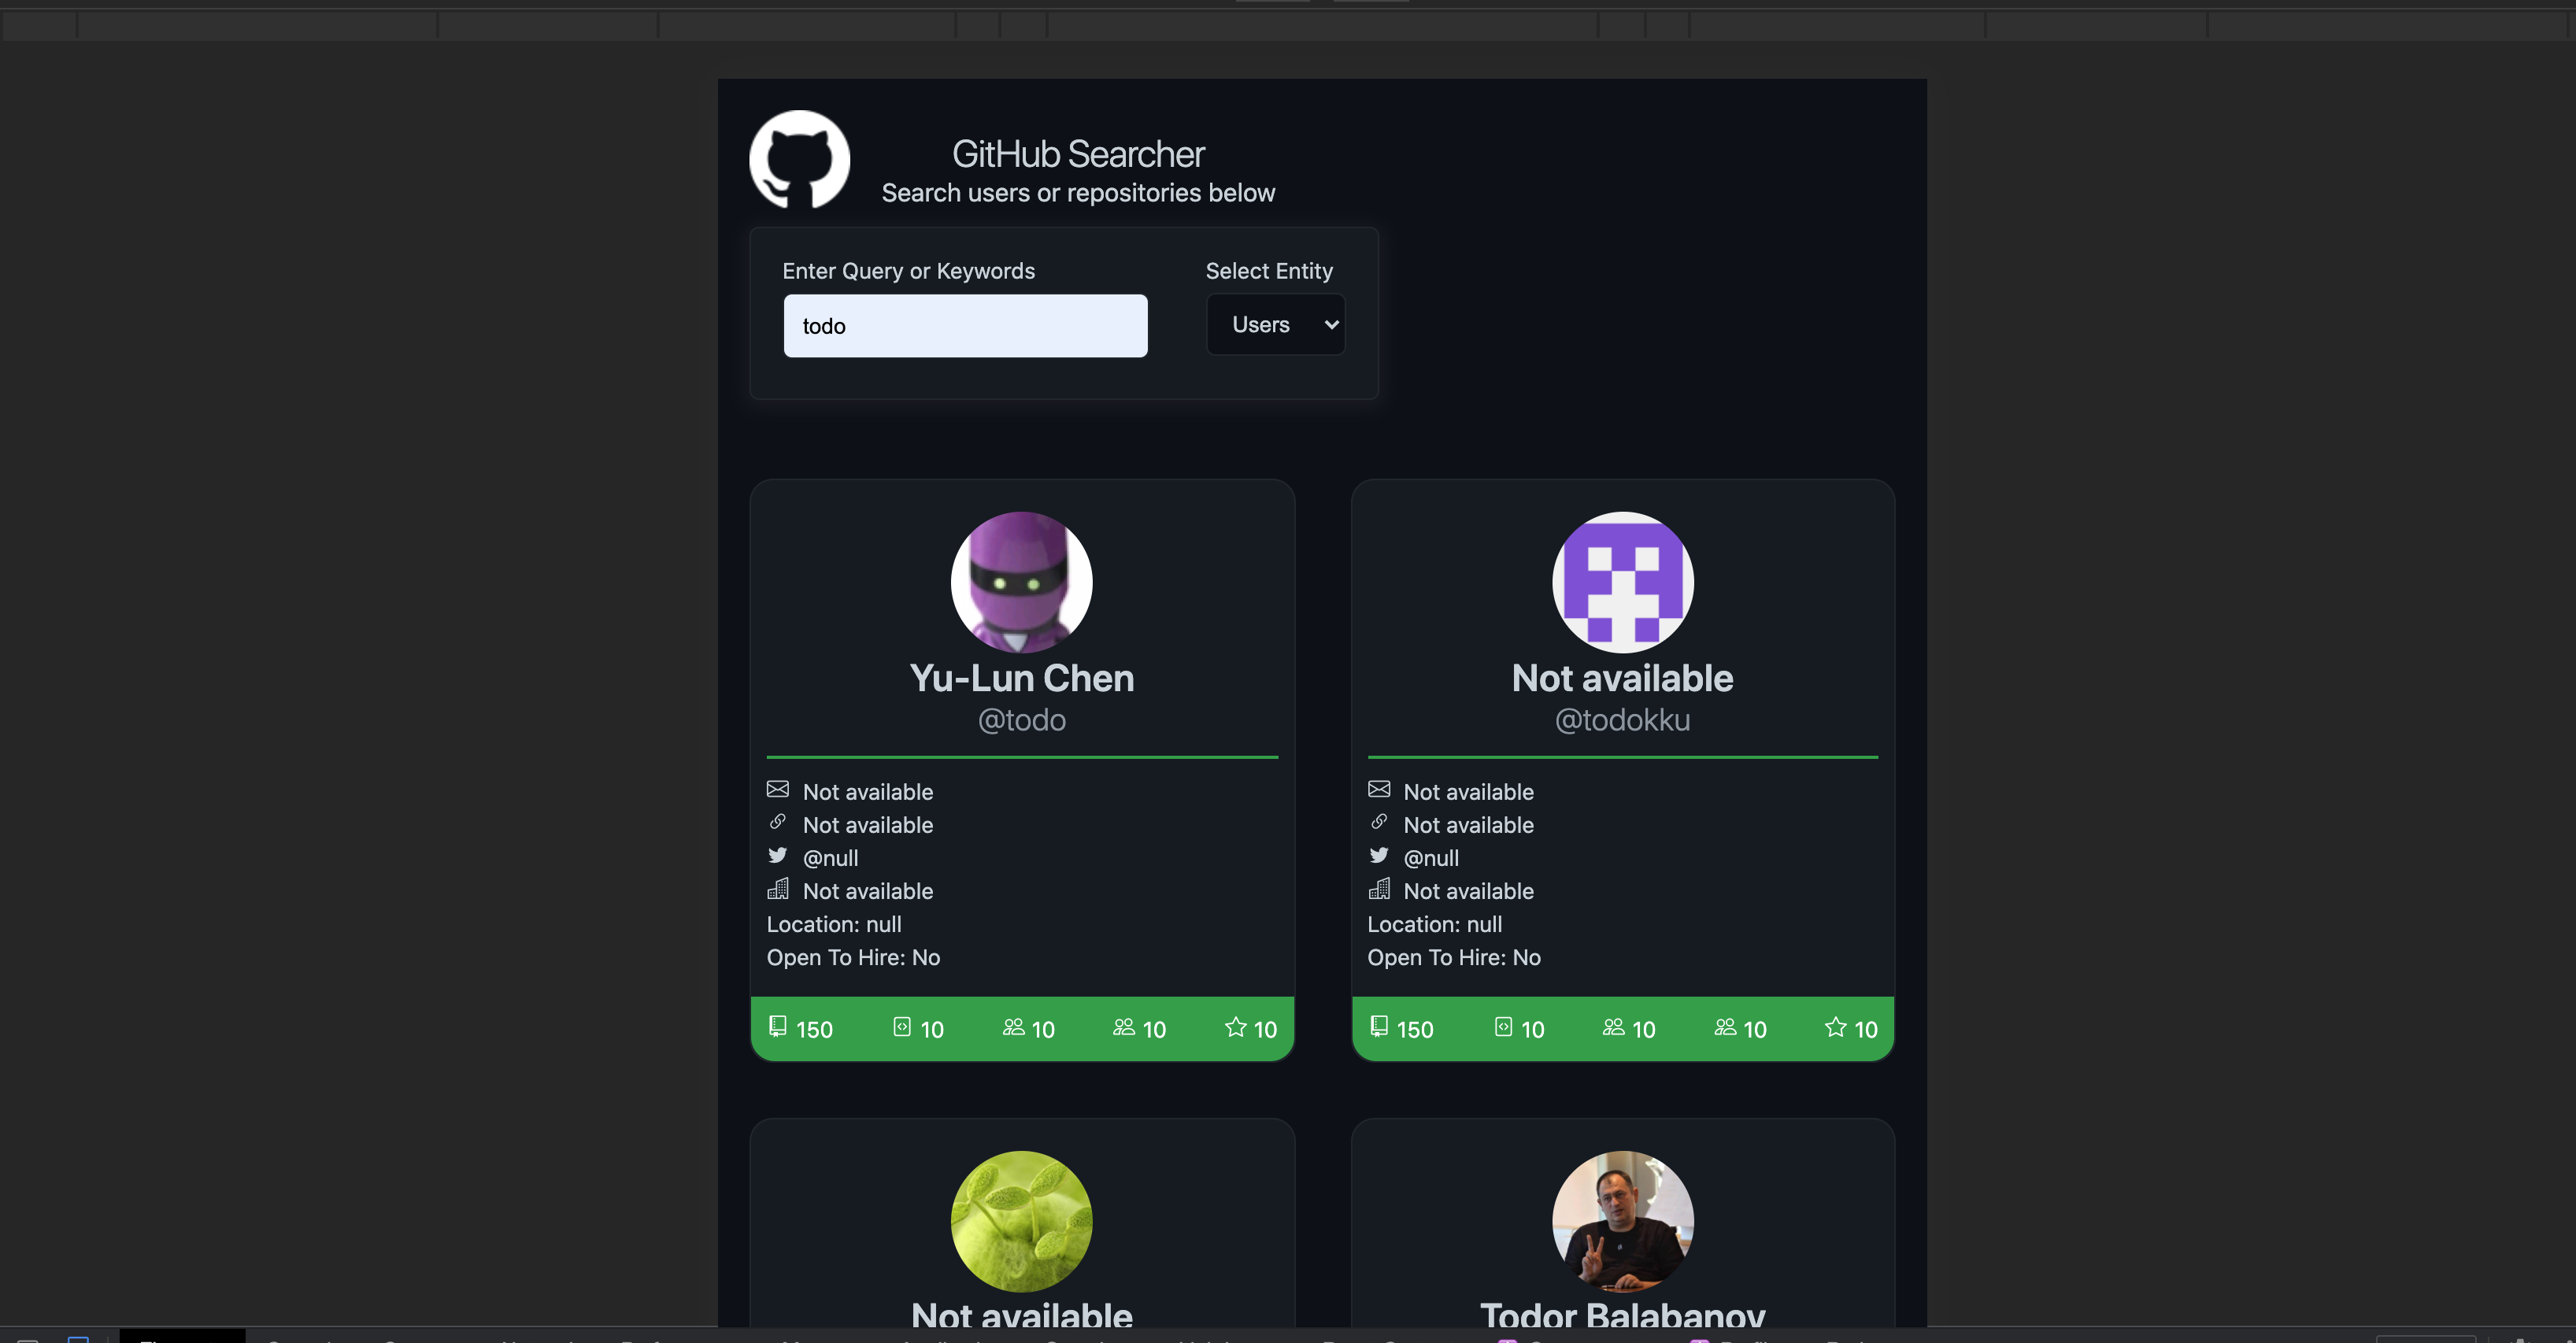 GitHub Searcher
Search users or repositories below
Enter Query or Keywords
Select Entity
todo
Users
Yu-Lun Chen
@todo
Not available
Not available
@null
Not available
Location: null
Open To Hire: No
150 10 10 10 10
Not available
@todokku
Not available
Not available
@null
Not available
Location: null
Open To Hire: No
150 10 10 10 10
Not available
Todor Balabanov